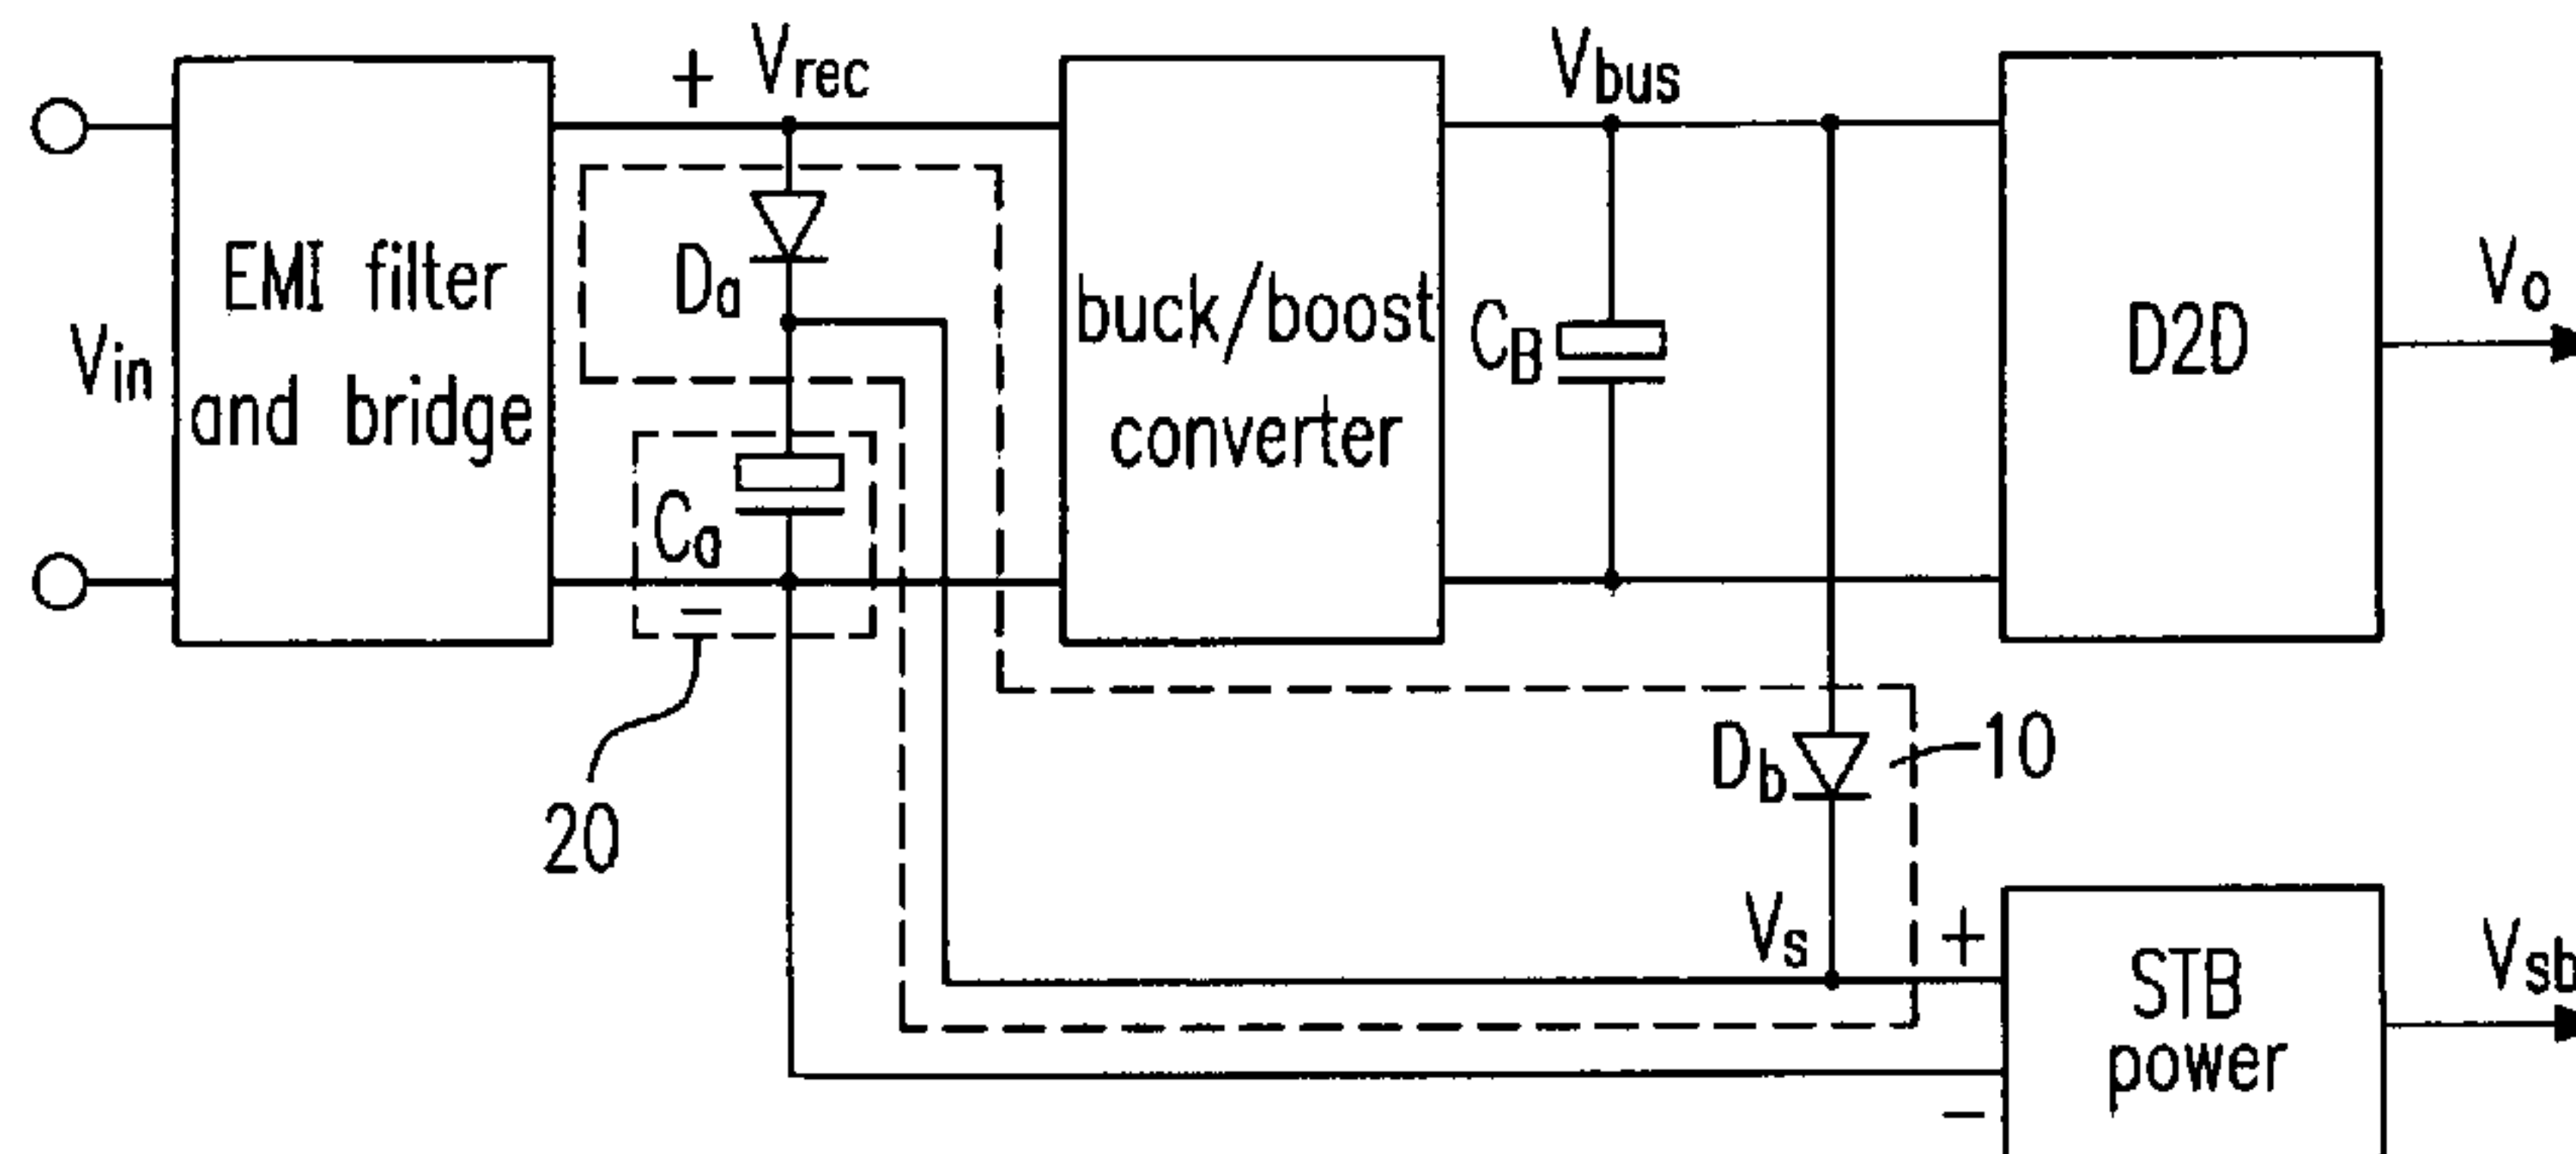 + Vrec
Vbus
EMI filter
and bridge
Vin
Da
buck/boost
converter
CB
D2D
Vo
Ca
−
20
Db
10
Vs
+
STB
power
Vsb
−